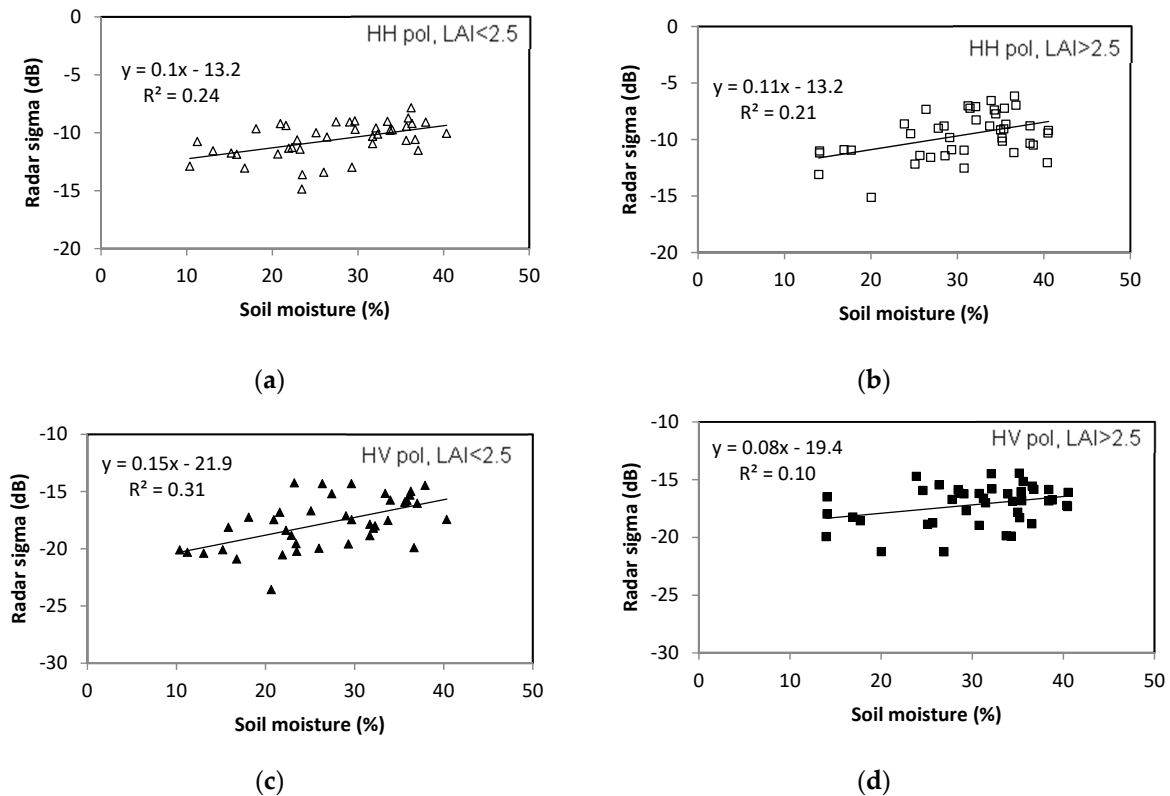 HH pol, LAI<2.5
y = 0.1x - 13.2
R² = 0.24
Radar sigma (dB)
0
-5
-10
-15
-20
0 10 20 30 40 50
Soil moisture (%)
(a)
HH pol, LAI>2.5
y = 0.11x - 13.2
R² = 0.21
Radar sigma (dB)
0
-5
-10
-15
-20
0 10 20 30 40 50
Soil moisture (%)
(b)
HV pol, LAI<2.5
y = 0.15x - 21.9
R² = 0.31
Radar sigma (dB)
-10
-15
-20
-25
-30
0 10 20 30 40 50
Soil moisture (%)
(c)
HV pol, LAI>2.5
y = 0.08x - 19.4
R² = 0.10
Radar sigma (dB)
-10
-15
-20
-25
-30
0 10 20 30 40 50
Soil moisture (%)
(d)